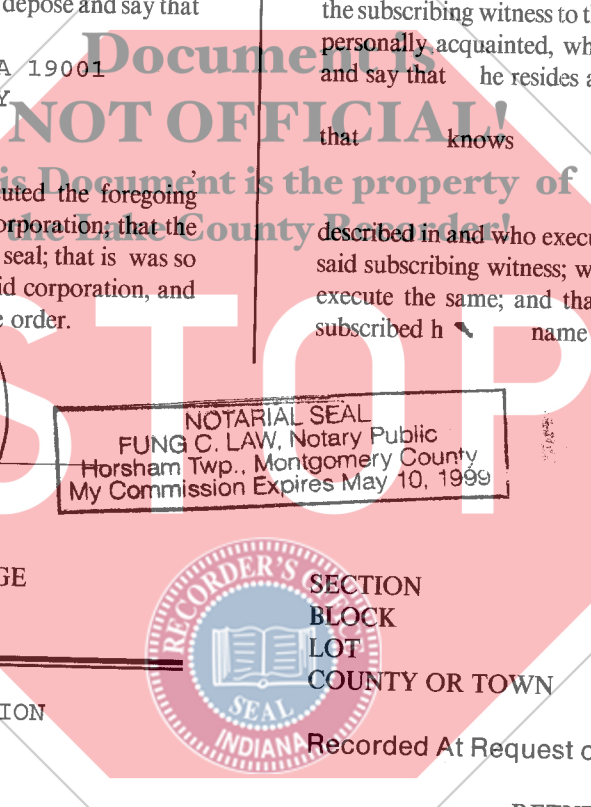 depose and say that
A 19001
Y
uted the foregoing
orporation; that the
seal; that is was so
id corporation, and
e order.
the subscribing witness to t
personally acquainted, wh
and say that he resides a
that knows
described in and who execu
said subscribing witness; w
execute the same; and tha
subscribed h name
Document is
NOT OFFICIAL!
is Document is the property of
the Lake County Recorder!
STOP
NOTARIAL SEAL
FUNG C. LAW, Notary Public
Horsham Twp., Montgomery County
My Commission Expires May 10, 1999
GE
ION
RECORDER'S OFFICE
SEAL
INDIANA
SECTION
BLOCK
LOT
COUNTY OR TOWN
Recorded At Request o